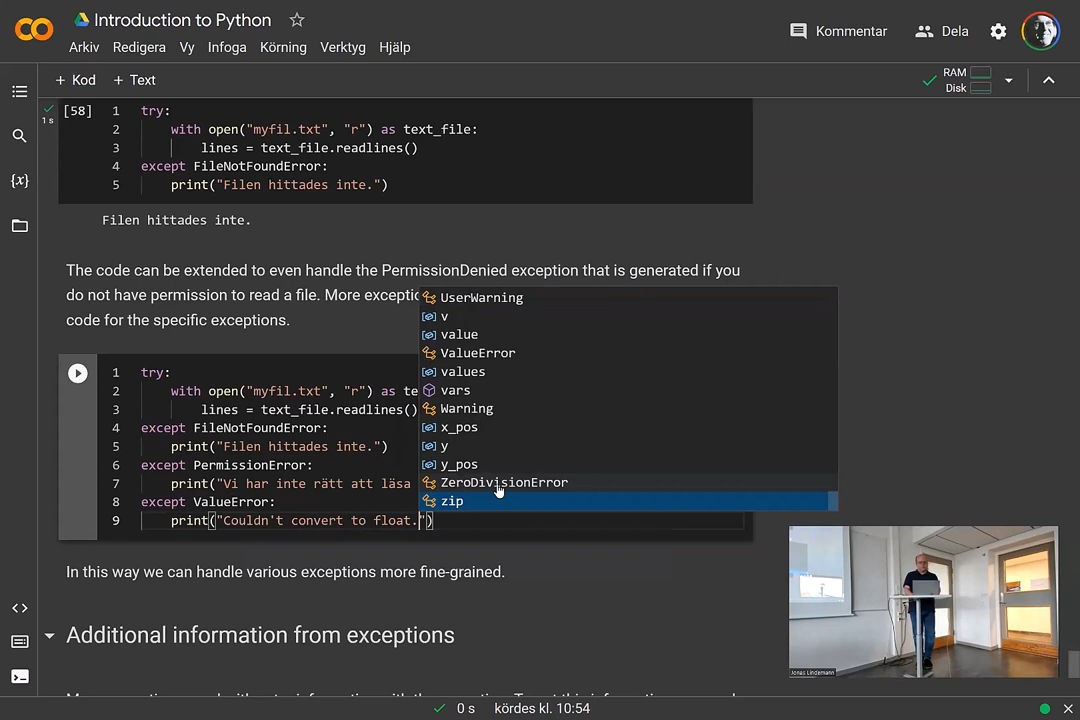 Introduction to Python
Kommentar
Dela
Arkiv Redigera Vy Infoga Körning Verktyg Hjälp
+ Kod + Text
RAM
Disk
[58]
1s
1 try:
2 with open("myfil.txt", "r") as text_file:
3 lines = text_file.readlines()
4 except FileNotFoundError:
5 print("Filen hittades inte.")
Filen hittades inte.
The code can be extended to even handle the PermissionDenied exception that is generated if you
do not have permission to read a file. More exceptio
code for the specific exceptions.
UserWarning
v
value
ValueError
values
vars
Warning
x_pos
y
y_pos
ZeroDivisionError
zip
1 try:
2 with open("myfil.txt", "r") as te
3 lines = text_file.readlines()
4 except FileNotFoundError:
5 print("Filen hittades inte.")
6 except PermissionError:
7 print("Vi har inte rätt att läsa
8 except ValueError:
9 print("Couldn't convert to float.")
In this way we can handle various exceptions more fine-grained.
Additional information from exceptions
Jonas Lindemann
0 s kördes kl. 10:54